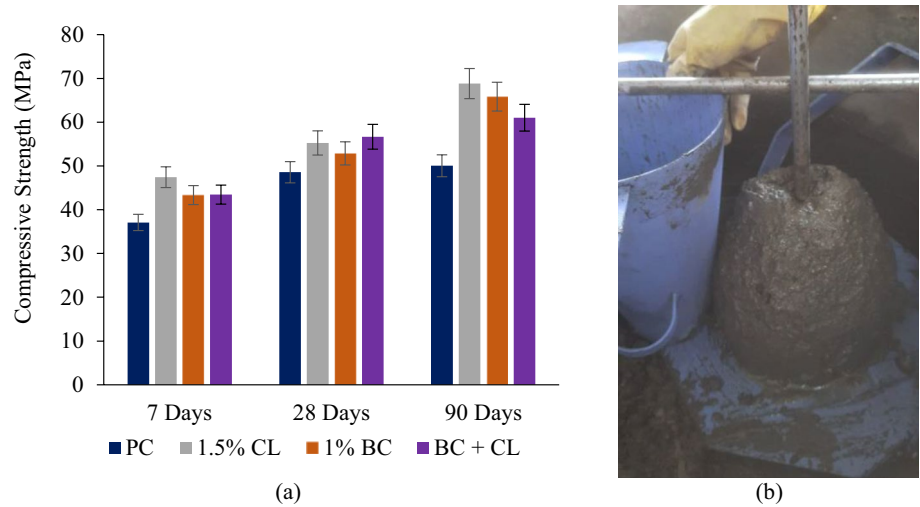 Compressive Strength (MPa)
80
70
60
50
40
30
20
10
0
7 Days 28 Days 90 Days
PC 1.5% CL 1% BC BC + CL
(a) (b)